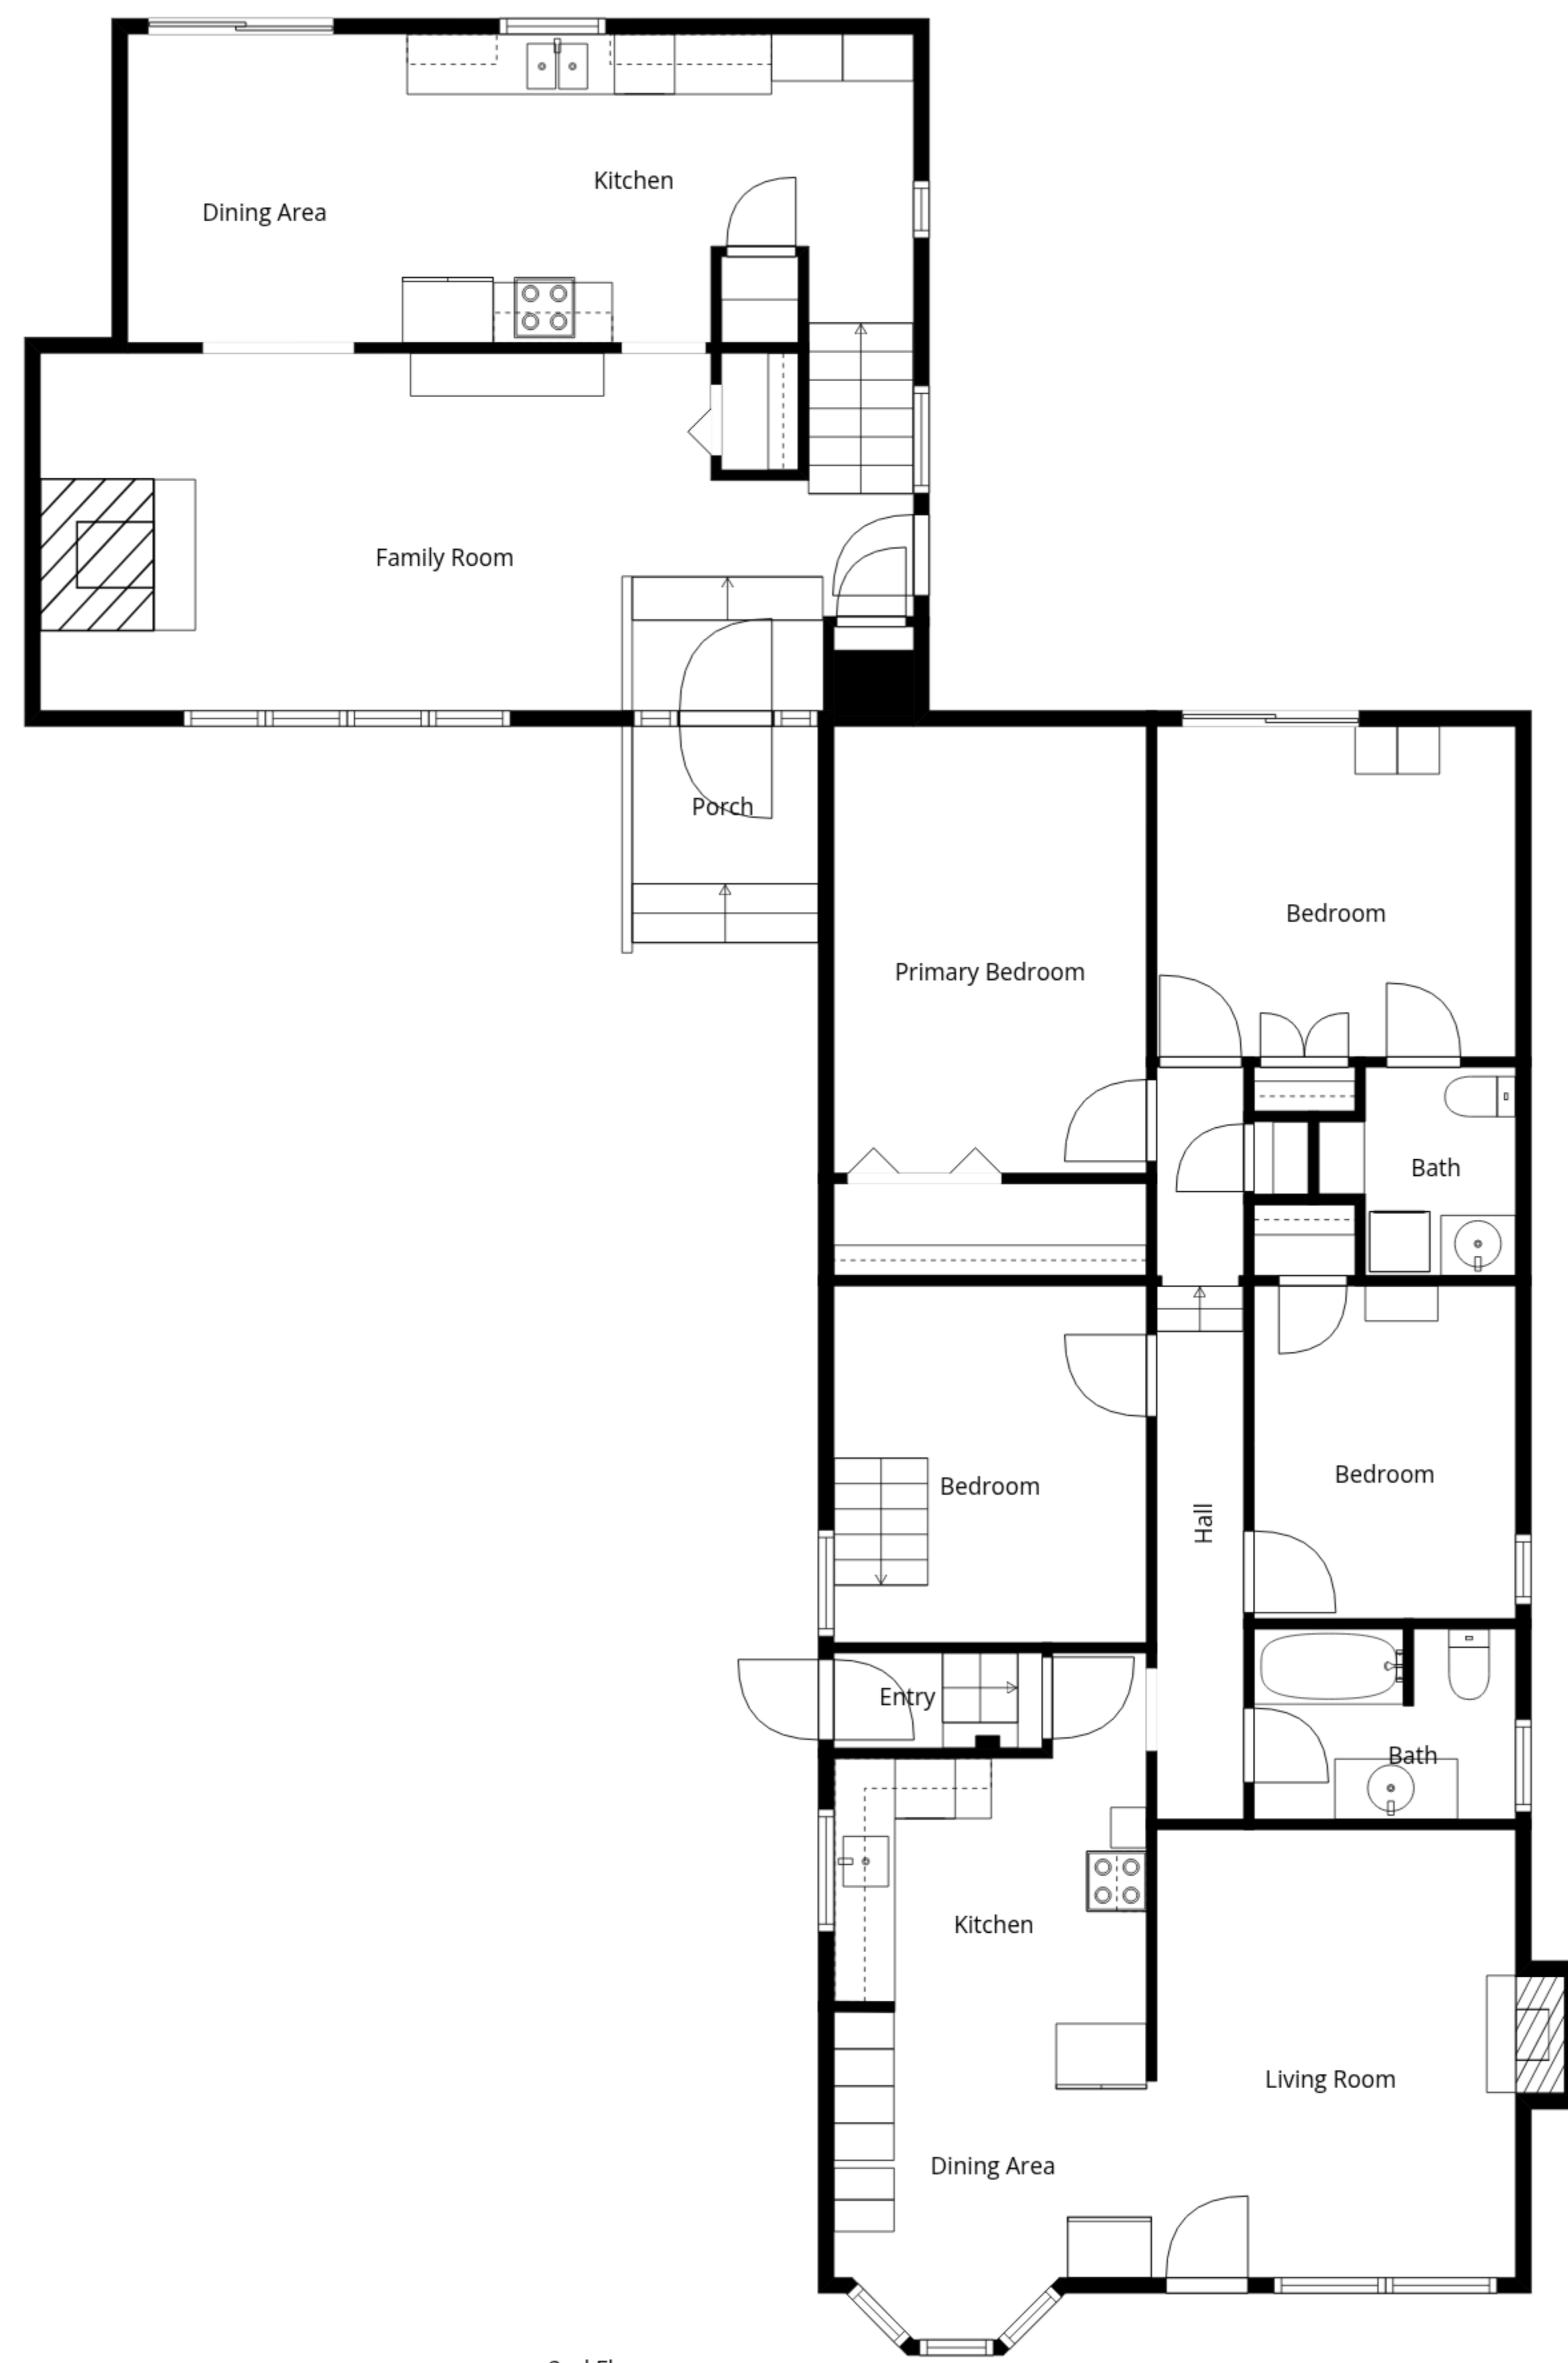 Kitchen
Dining Area
Family Room
Porch
Bedroom
Primary Bedroom
Bath
Bedroom
Bedroom
Hall
Entry
Bath
Kitchen
Living Room
Dining Area